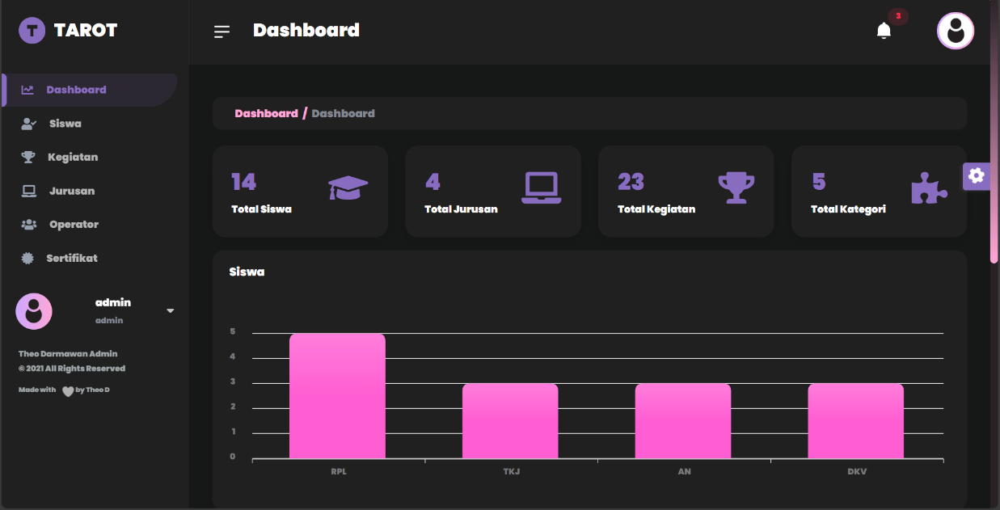 T TAROT
Dashboard
3
Dashboard
Siswa
Kegiatan
Jurusan
Operator
Sertifikat
admin
admin
Theo Darmawan Admin
© 2021 All Rights Reserved
Made with by Theo D
Dashboard / Dashboard
14
Total Siswa
4
Total Jurusan
23
Total Kegiatan
5
Total Kategori
Siswa
5
4
3
2
1
0
RPL TKJ AN DKV